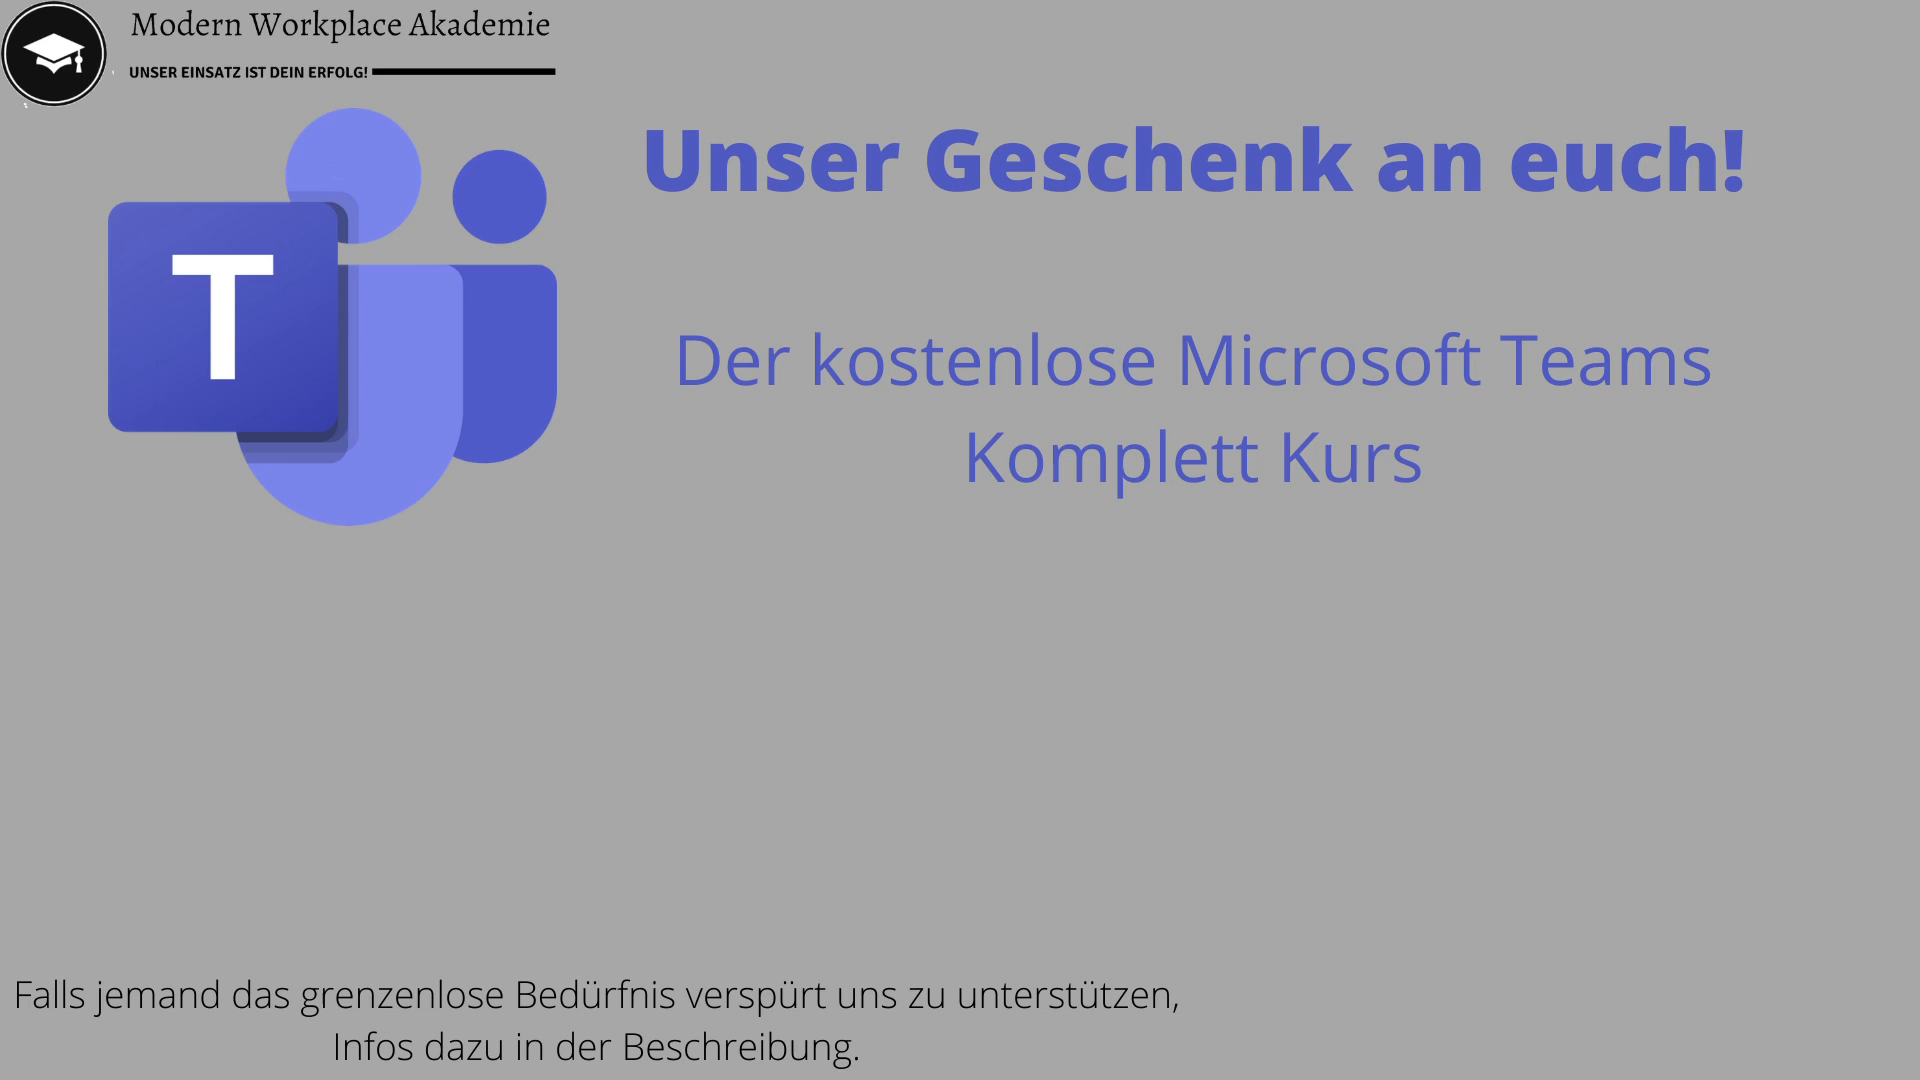 Modern Workplace Akademie
UNSER EINSATZ IST DEIN ERFOLG!
T
Unser Geschenk an euch!
Der kostenlose Microsoft Teams
Komplett Kurs
Falls jemand das grenzenlose Bedürfnis verspürt uns zu unterstützen,
Infos dazu in der Beschreibung.